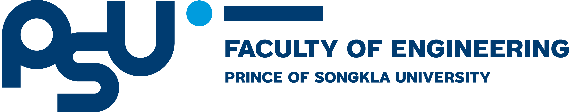 PSU
FACULTY OF ENGINEERING
PRINCE OF SONGKLA UNIVERSITY